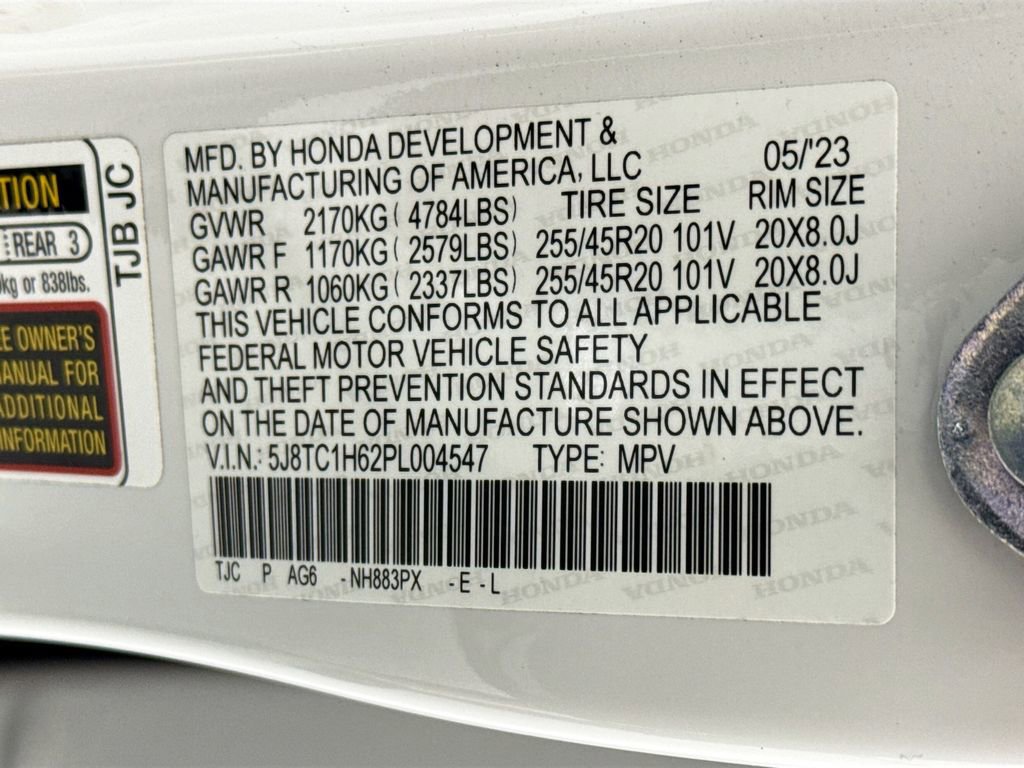 TION
REAR 3
kg or 838lbs.
EE OWNER'S
MANUAL FOR
ADDITIONAL
INFORMATION
TJB JC
MFD. BY HONDA DEVELOPMENT &
MANUFACTURING OF AMERICA, LLC 05/'23
GVWR 2170KG( 4784LBS) TIRE SIZE RIM SIZE
GAWR F 1170KG( 2579LBS) 255/45R20 101V 20X8.0J
GAWR R 1060KG( 2337LBS) 255/45R20 101V 20X8.0J
THIS VEHICLE CONFORMS TO ALL APPLICABLE
FEDERAL MOTOR VEHICLE SAFETY
AND THEFT PREVENTION STANDARDS IN EFFECT
ON THE DATE OF MANUFACTURE SHOWN ABOVE.
V.I.N.: 5J8TC1H62PL004547 TYPE: MPV
TJC P AG6 -NH883PX -E-L